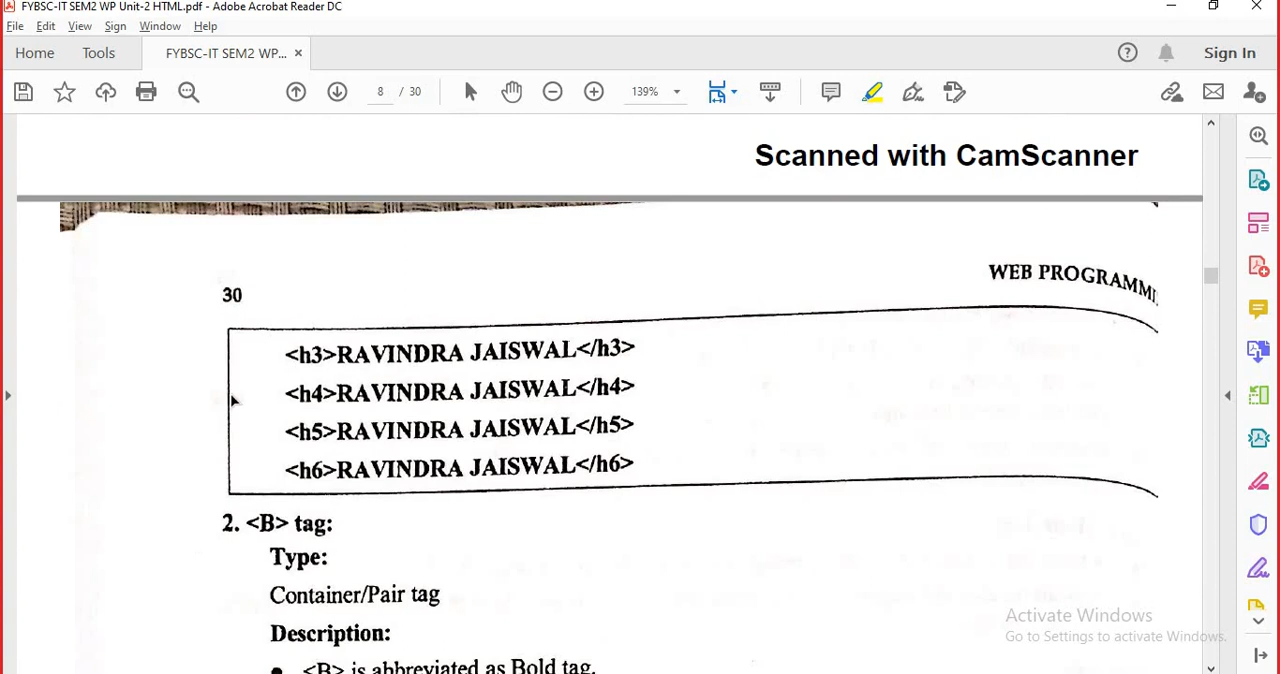 FYBSC-IT SEM2 WP Unit-2 HTML.pdf - Adobe Acrobat Reader DC
File Edit View Sign Window Help
Home Tools FYBSC-IT SEM2 WP... × Sign In
8 / 30 139%
Scanned with CamScanner
30 WEB PROGRAMMI
<h3>RAVINDRA JAISWAL</h3>
<h4>RAVINDRA JAISWAL</h4>
<h5>RAVINDRA JAISWAL</h5>
<h6>RAVINDRA JAISWAL</h6>
2. <B> tag:
Type:
Container/Pair tag
Description:
• <B> is abbreviated as Bold tag.
Activate Windows
Go to Settings to activate Windows.